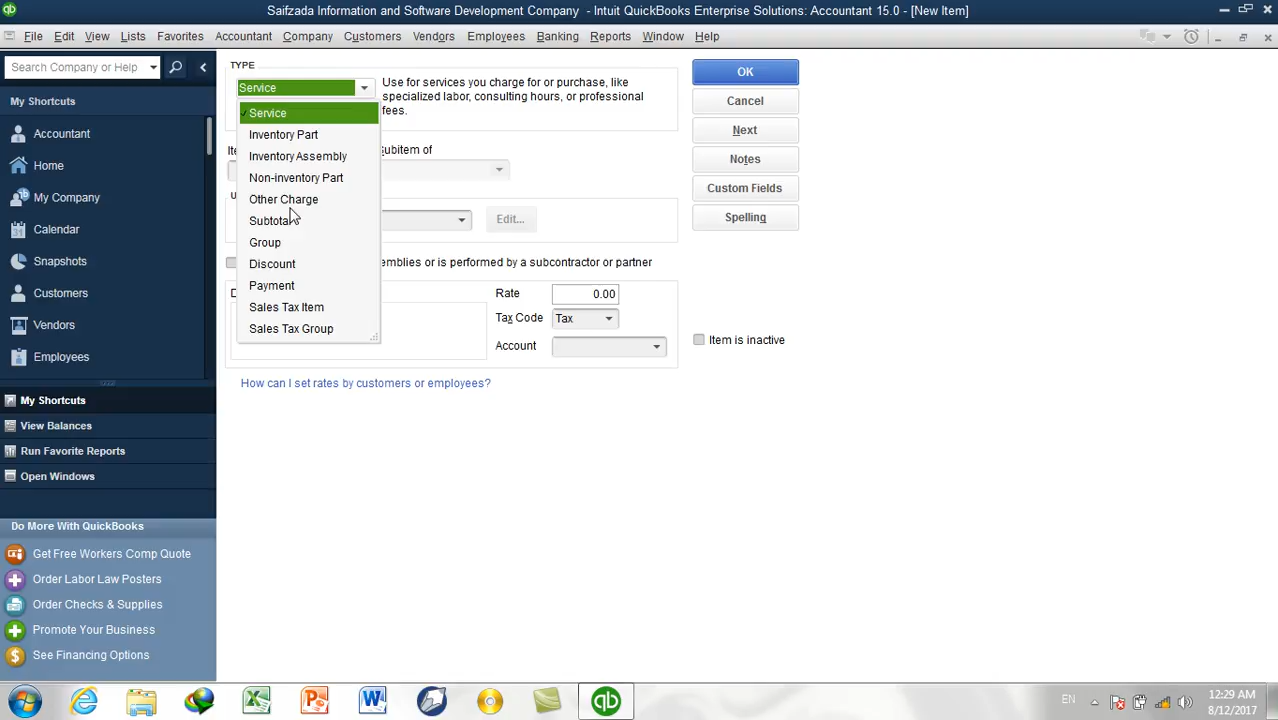 Saifzada Information and Software Development Company - Intuit QuickBooks Enterprise Solutions: Accountant 15.0 - [New Item]
File Edit View Lists Favorites Accountant Company Customers Vendors Employees Banking Reports Window Help
Search Company or Help
My Shortcuts
Accountant
Home
My Company
Calendar
Snapshots
Customers
Vendors
Employees
My Shortcuts
View Balances
Run Favorite Reports
Open Windows
Do More With QuickBooks
Get Free Workers Comp Quote
Order Labor Law Posters
Order Checks & Supplies
Promote Your Business
See Financing Options
TYPE
Service
Use for services you charge for or purchase, like
specialized labor, consulting hours, or professional
fees.
Service
Inventory Part
Inventory Assembly
Non-inventory Part
Other Charge
Subtotal
Group
Discount
Payment
Sales Tax Item
Sales Tax Group
Subitem of
Edit...
emblies or is performed by a subcontractor or partner
Rate 0.00
Tax Code Tax
Account
How can I set rates by customers or employees?
OK
Cancel
Next
Notes
Custom Fields
Spelling
Item is inactive
EN
12:29 AM
8/12/2017